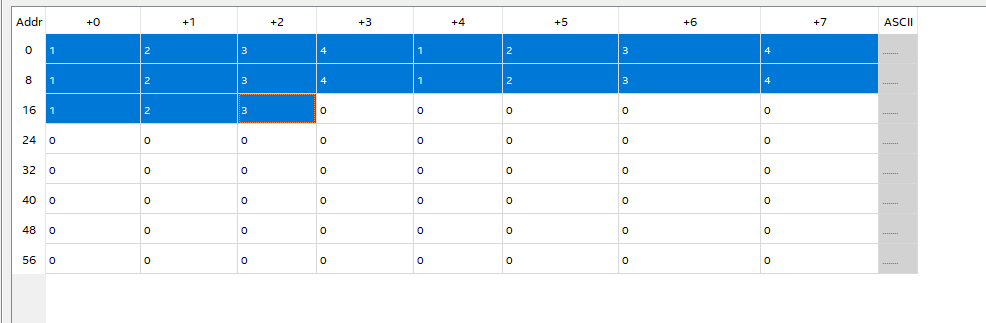 Addr +0 +1 +2 +3 +4 +5 +6 +7 ASCII
0 1 2 3 4 1 2 3 4 ........
8 1 2 3 4 1 2 3 4 ........
16 1 2 3 0 0 0 0 0 ........
24 0 0 0 0 0 0 0 0 ........
32 0 0 0 0 0 0 0 0 ........
40 0 0 0 0 0 0 0 0 ........
48 0 0 0 0 0 0 0 0 ........
56 0 0 0 0 0 0 0 0 ........